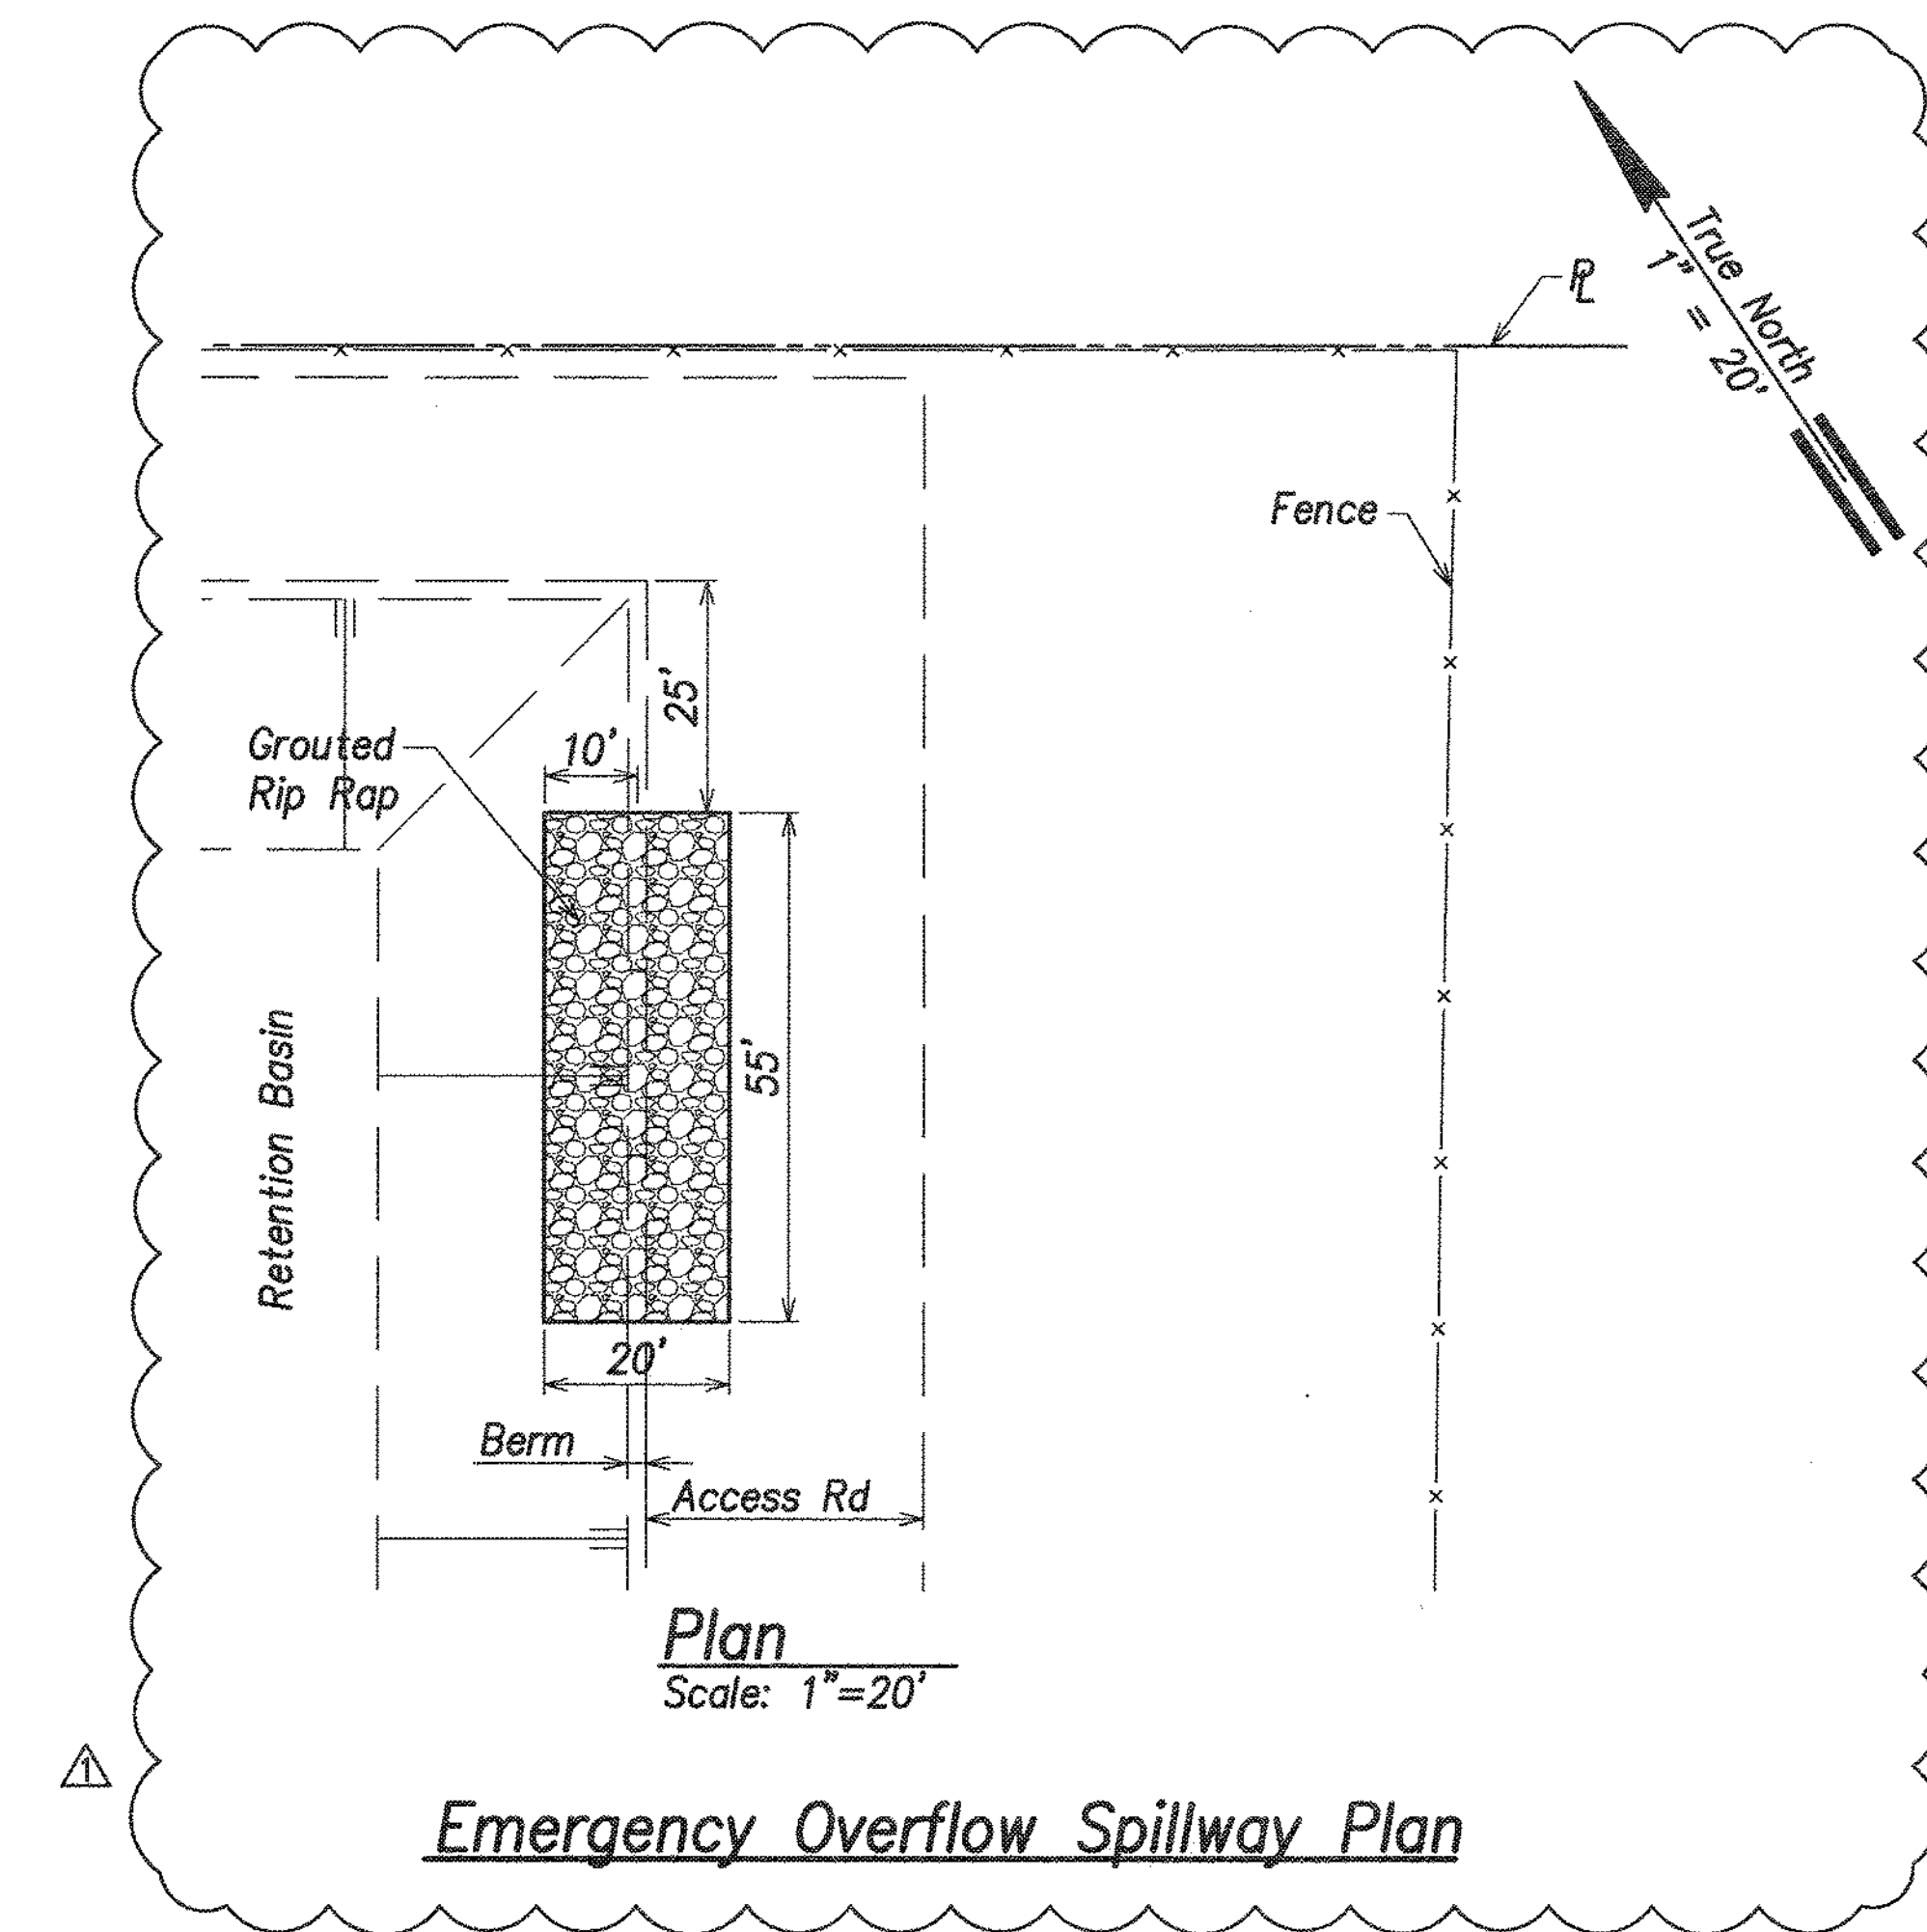 True North
1" = 20'
PL
Fence
25'
10'
Grouted
Rip Rap
Retention Basin
55'
20'
Berm
Access Rd
Plan
Scale: 1"=20'
1
Emergency Overflow Spillway Plan